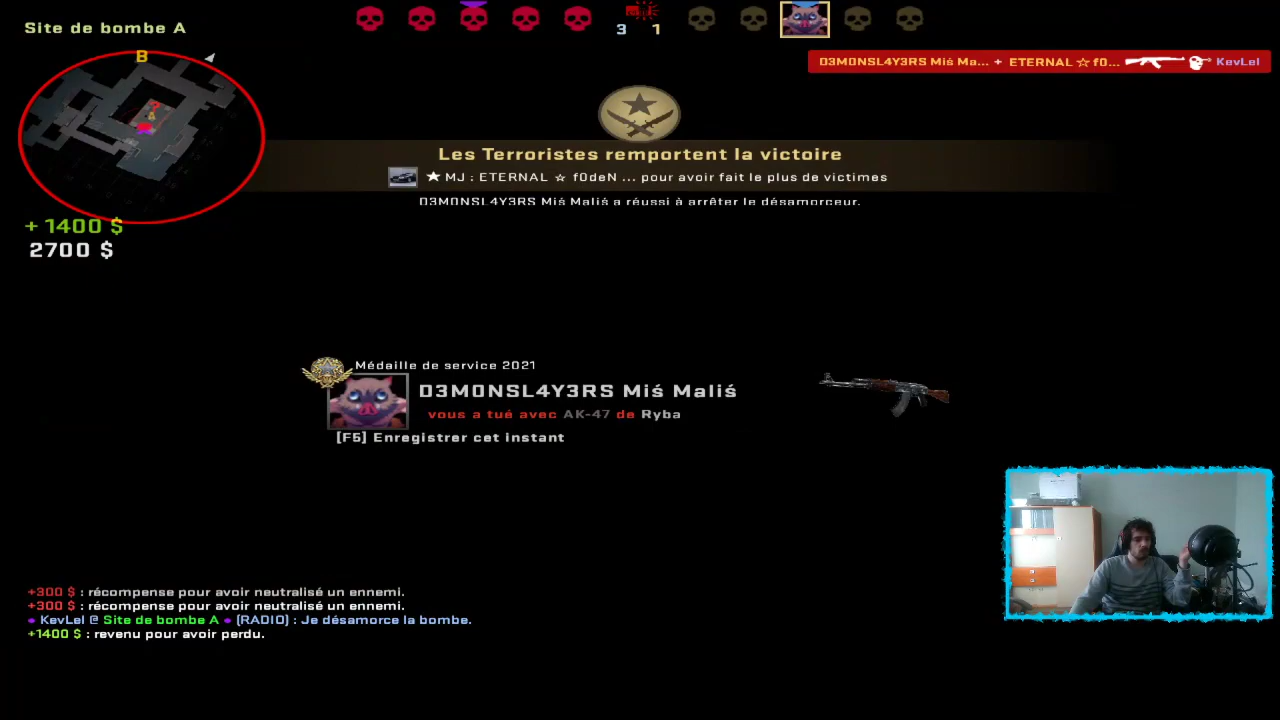 Site de bombe A
B
3 1
D3M0NSL4Y3RS Miś Ma... + ETERNAL ☆ f0... KevLel
Les Terroristes remportent la victoire
★ MJ : ETERNAL ☆ f0deN ... pour avoir fait le plus de victimes
D3M0NSL4Y3RS Miś Maliś a réussi à arrêter le désamorceur.
+ 1400 $
2700 $
Médaille de service 2021
D3M0NSL4Y3RS Miś Maliś
vous a tué avec AK-47 de Ryba
[F5] Enregistrer cet instant
+300 $ : récompense pour avoir neutralisé un ennemi.
+300 $ : récompense pour avoir neutralisé un ennemi.
• KevLel @ Site de bombe A • (RADIO) : Je désamorce la bombe.
+1400 $ : revenu pour avoir perdu.